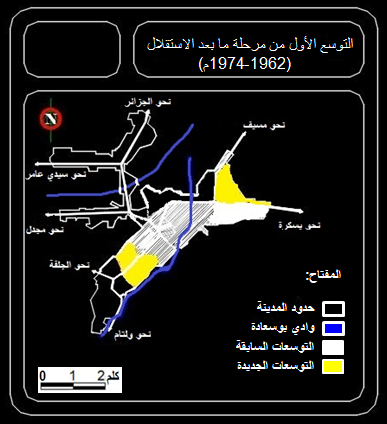 التوسع الأول من مرحلة ما بعد الاستقلال
(1962-1974م)
N
نحو الجزائر
نحو مسيف
نحو سيدي عامر
نحو مجدل
نحو بسكرة
نحو الجلفة
نحو ولتام
المفتاح:
حدود المدينة
وادي بوسعادة
التوسعات السابقة
التوسعات الجديدة
0 1 2 كلم